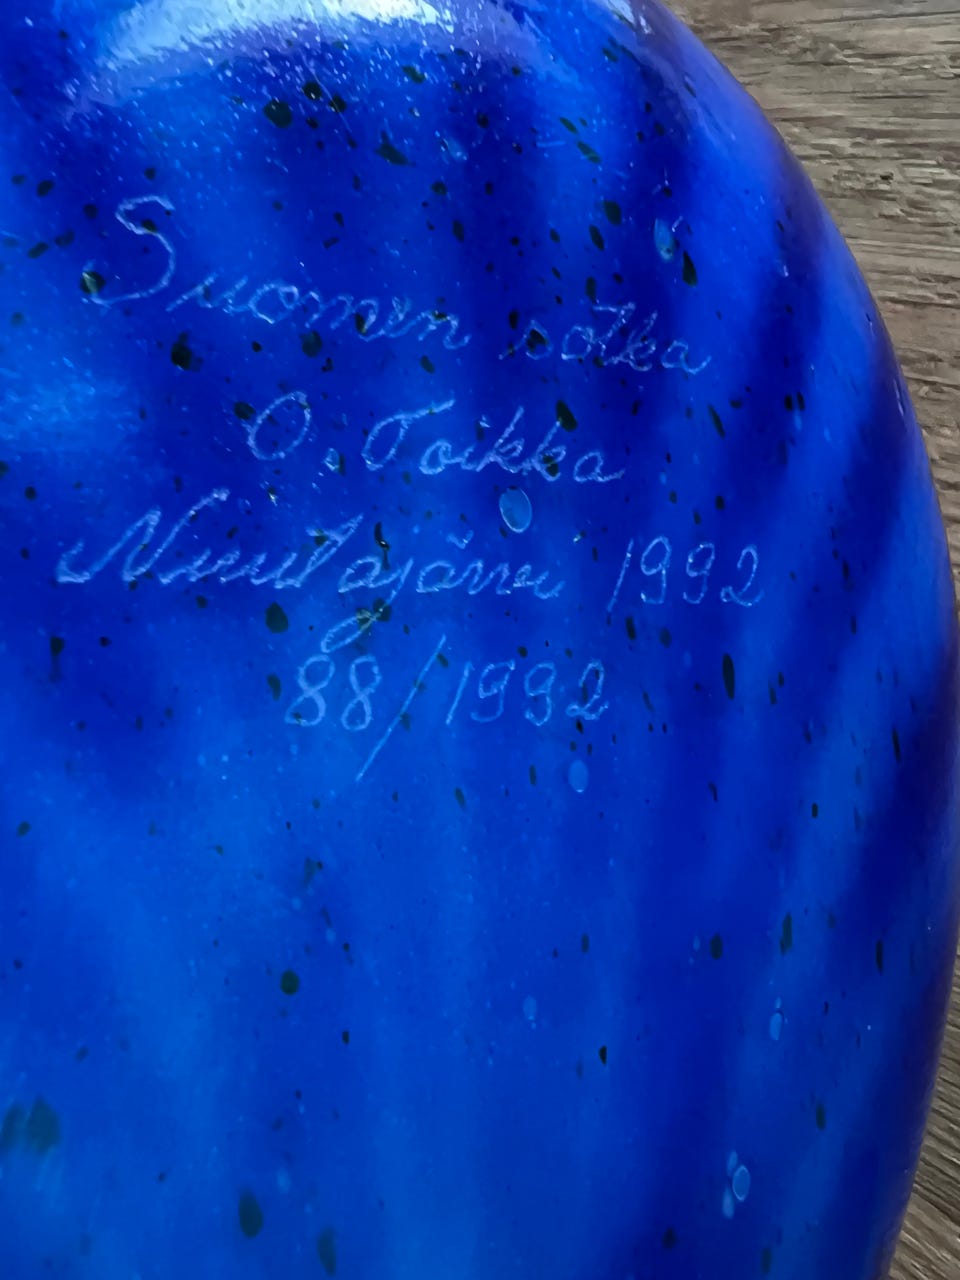 Suomen sotka
O. Toikka
Nuutajärvi 1992
88/1992